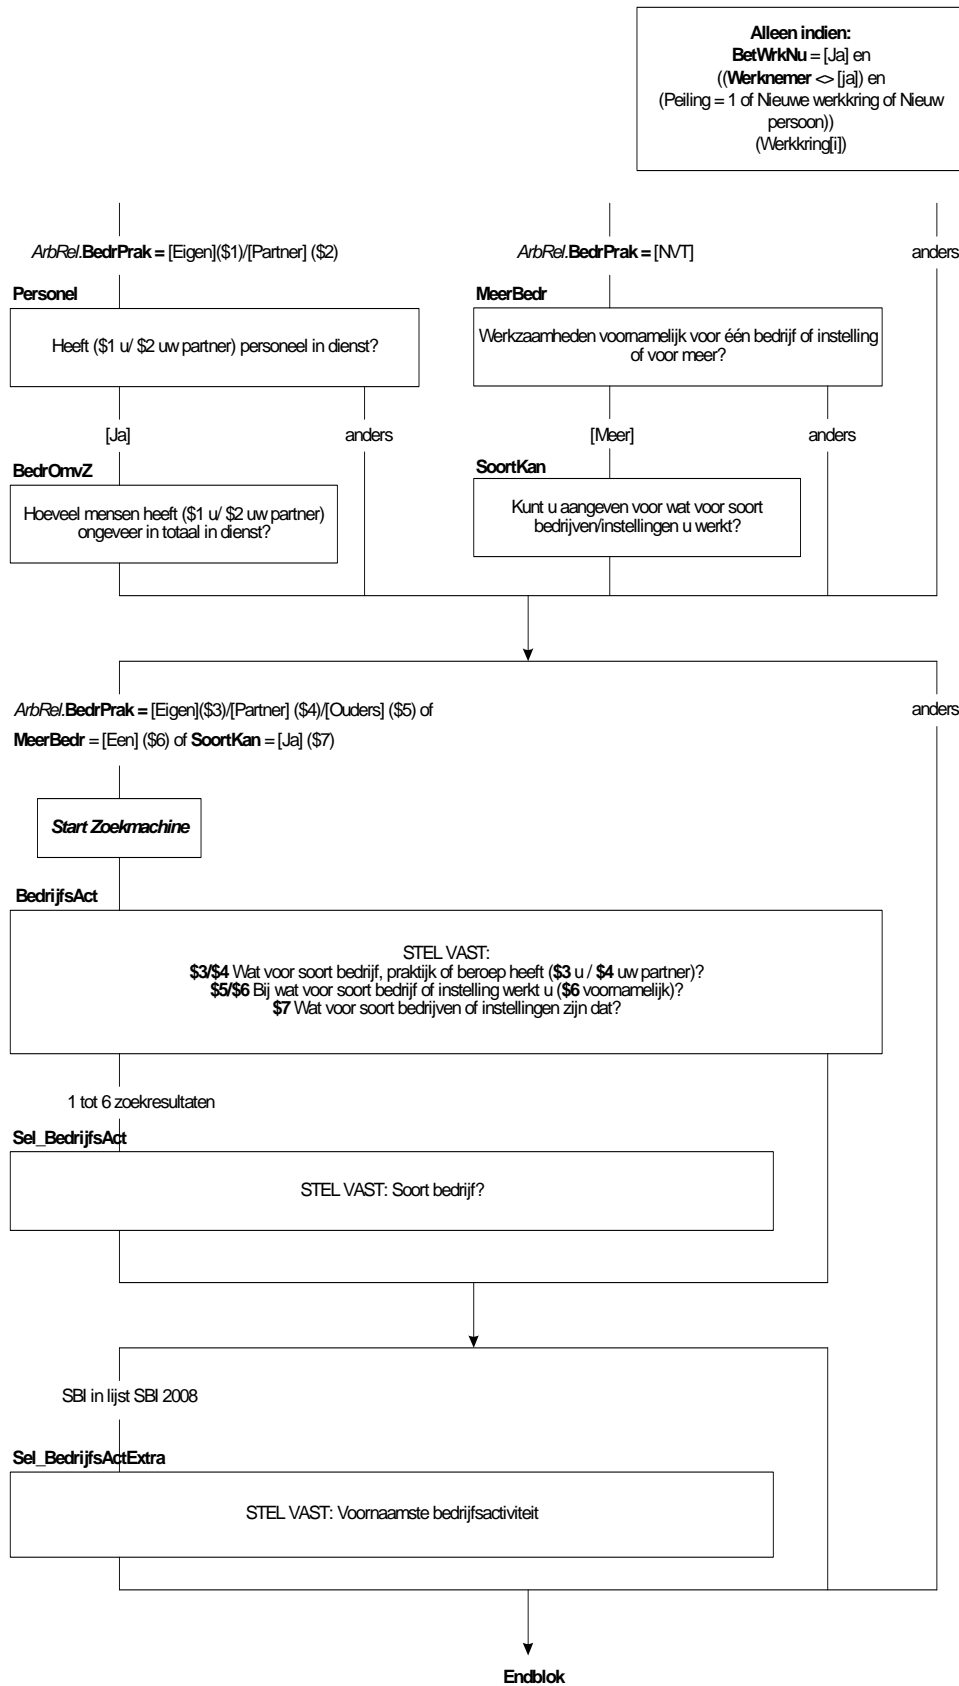 Alleen indien:
BetWrkNu = [Ja] en
((Werknemer <> [ja]) en
(Peiling = 1 of Nieuwe werkkring of Nieuw
persoon))
(Werkkring[i])
ArbRel.BedrPrak = [Eigen]($1)/[Partner] ($2)
ArbRel.BedrPrak = [NVT]
anders
Personel
MeerBedr
Heeft ($1 u/ $2 uw partner) personeel in dienst?
Werkzaamheden voornamelijk voor één bedrijf of instelling
of voor meer?
[Ja]
anders
[Meer]
anders
BedrOmvZ
SoortKan
Hoeveel mensen heeft ($1 u/ $2 uw partner)
ongeveer in totaal in dienst?
Kunt u aangeven voor wat voor soort
bedrijven/instellingen u werkt?
ArbRel.BedrPrak = [Eigen]($3)/[Partner] ($4)/[Ouders] ($5) of
anders
MeerBedr = [Een] ($6) of SoortKan = [Ja] ($7)
Start Zoekmachine
BedrijfsAct
STEL VAST:
$3/$4 Wat voor soort bedrijf, praktijk of beroep heeft ($3 u / $4 uw partner)?
$5/$6 Bij wat voor soort bedrijf of instelling werkt u ($6 voornamelijk)?
$7 Wat voor soort bedrijven of instellingen zijn dat?
1 tot 6 zoekresultaten
Sel_BedrijfsAct
STEL VAST: Soort bedrijf?
SBI in lijst SBI 2008
Sel_BedrijfsActExtra
STEL VAST: Voornaamste bedrijfsactiviteit
Endblok